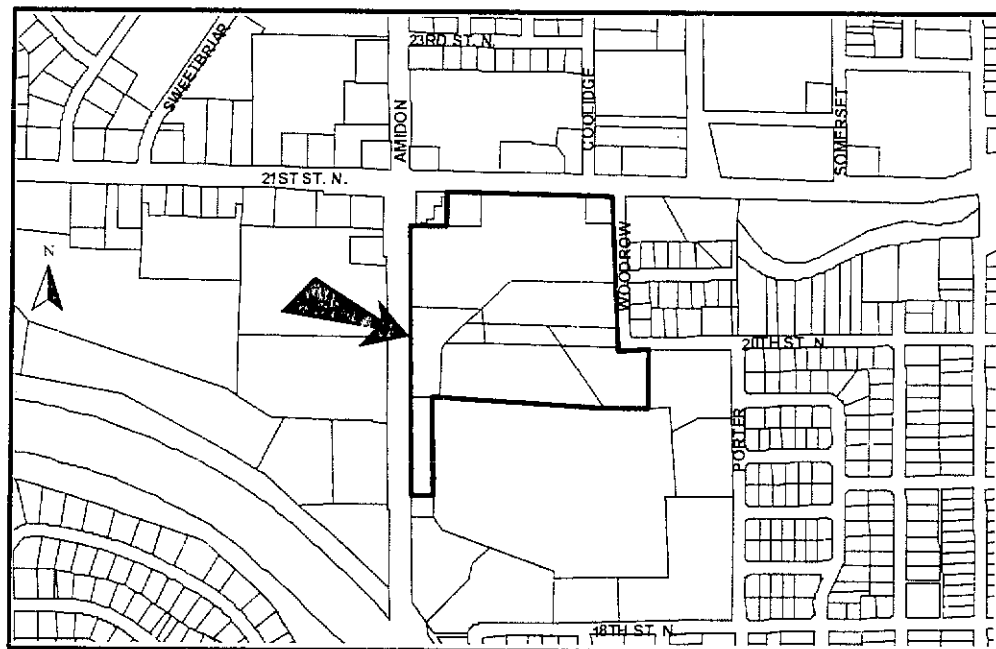 23RD ST. N.
SWEETBRIAR
AMIDON
COOLIDGE
SOMERSET
21ST ST. N.
N
WOODROW
20TH ST. N.
PORTER
18TH ST. N.